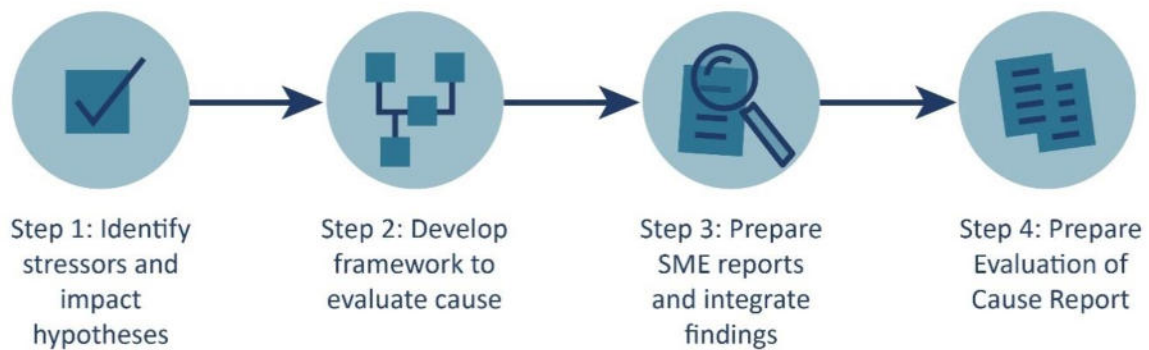 Step 1: Identify
stressors and
impact
hypotheses
Step 2: Develop
framework to
evaluate cause
Step 3: Prepare
SME reports
and integrate
findings
Step 4: Prepare
Evaluation of
Cause Report